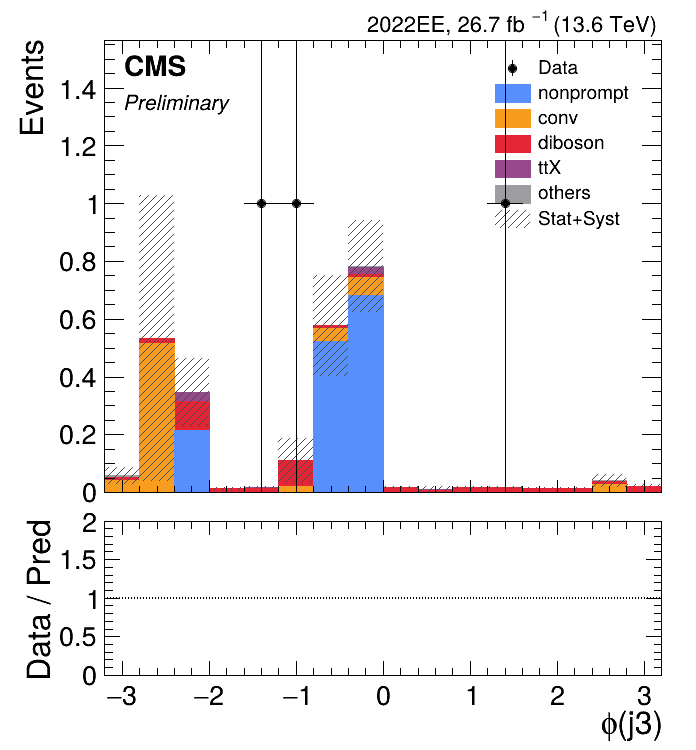 2022EE, 26.7 fb⁻¹ (13.6 TeV)
CMS
Preliminary
Events
1.4
1.2
1
0.8
0.6
0.4
0.2
0
Data
nonprompt
conv
diboson
ttX
others
Stat+Syst
Data / Pred
2
1.5
1
0.5
0
−3 −2 −1 0 1 2 3
ϕ(j3)